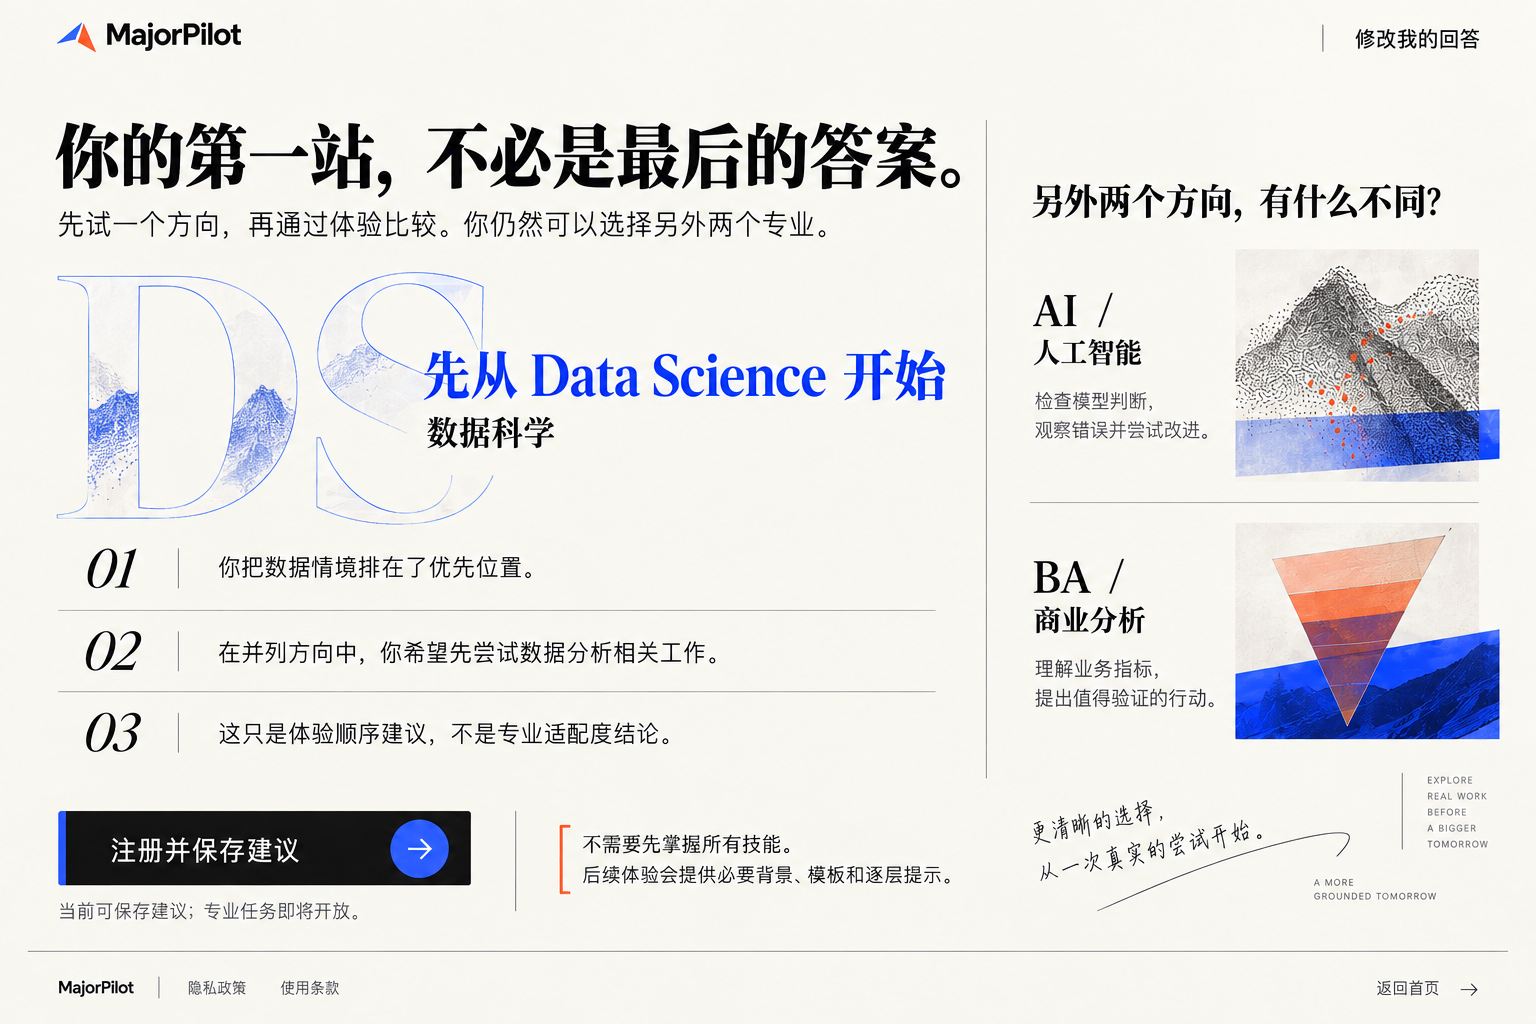 MajorPilot
修改我的回答
你的第一站，不必是最后的答案。
先试一个方向，再通过体验比较。你仍然可以选择另外两个专业。
DS
先从 Data Science 开始
数据科学
01
你把数据情境排在了优先位置。
02
在并列方向中，你希望先尝试数据分析相关工作。
03
这只是体验顺序建议，不是专业适配度结论。
注册并保存建议 →
当前可保存建议；专业任务即将开放。
不需要先掌握所有技能。
后续体验会提供必要背景、模板和逐层提示。
另外两个方向，有什么不同？
AI /
人工智能
检查模型判断，
观察错误并尝试改进。
BA /
商业分析
理解业务指标，
提出值得验证的行动。
更清晰的选择，
从一次真实的尝试开始。
EXPLORE
REAL WORK
BEFORE
A BIGGER
TOMORROW
A MORE
GROUNDED TOMORROW
MajorPilot
隐私政策
使用条款
返回首页 →